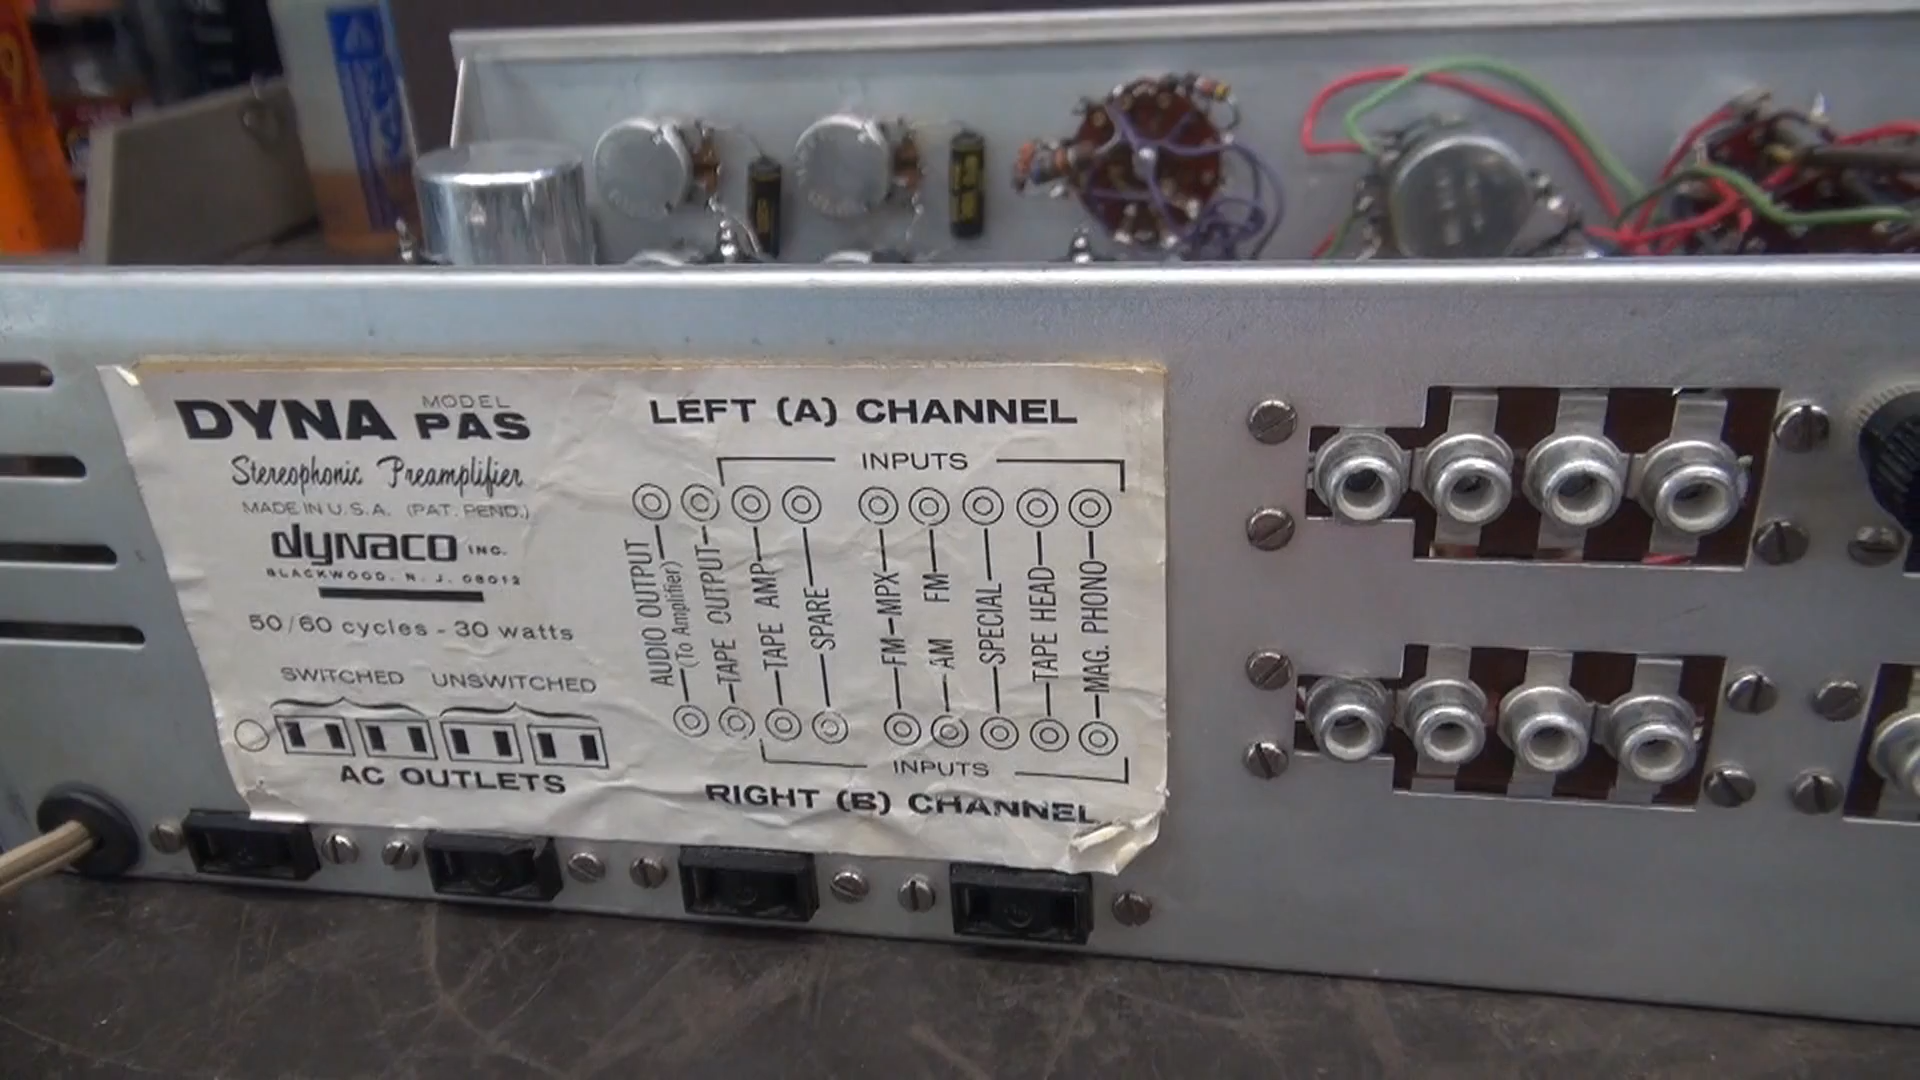 DYNA MODEL PAS
Stereophonic Preamplifier
MADE IN U.S.A. (PAT. PEND.)
dynaco INC.
BLACKWOOD, N. J. 08012
50/60 cycles - 30 watts
SWITCHED UNSWITCHED
AC OUTLETS
LEFT (A) CHANNEL
INPUTS
AUDIO OUTPUT
(To Amplifier)
TAPE OUTPUT
TAPE AMP
SPARE
FM-MPX
AM FM
SPECIAL
TAPE HEAD
MAG. PHONO
INPUTS
RIGHT (B) CHANNEL